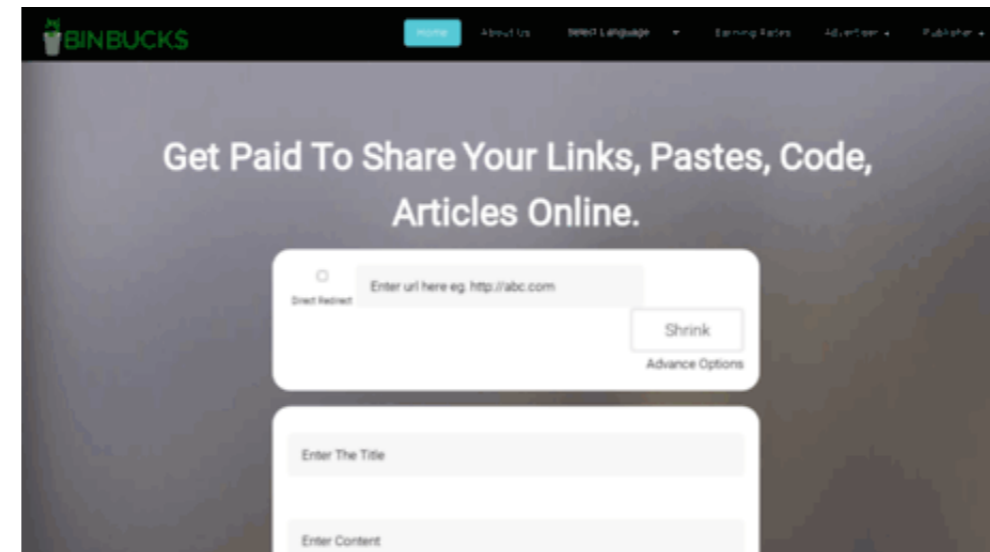 BINBUCKS
Home About Us Select Language Earning Rates Advertiser Publisher
Get Paid To Share Your Links, Pastes, Code,
Articles Online.
Direct Redirect
Enter url here eg. http://abc.com
Shrink
Advance Options
Enter The Title
Enter Content